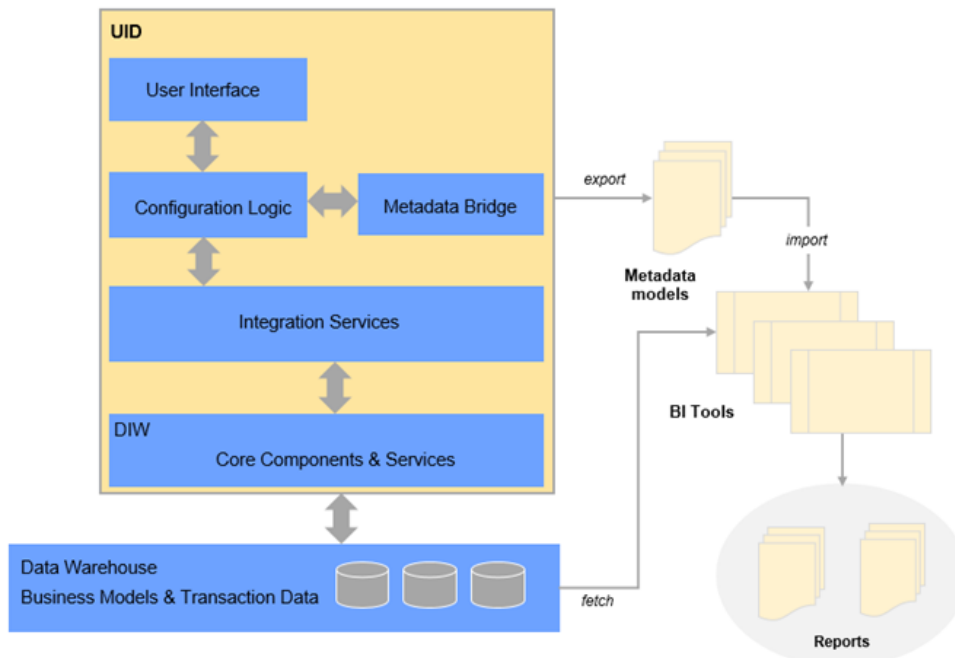 UID
User Interface
Configuration Logic
Metadata Bridge
export
import
Metadata
models
Integration Services
BI Tools
DIW
Core Components & Services
Data Warehouse
Business Models & Transaction Data
fetch
Reports